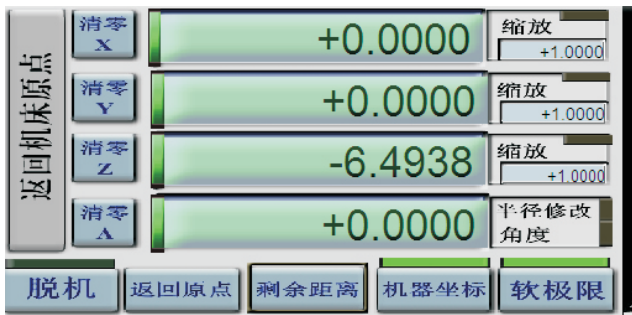 返回机床原点
清零
X
+0.0000
缩放
+1.0000
清零
Y
+0.0000
缩放
+1.0000
清零
Z
-6.4938
缩放
+1.0000
清零
A
+0.0000
半径修改
角度
脱机
返回原点
剩余距离
机器坐标
软极限